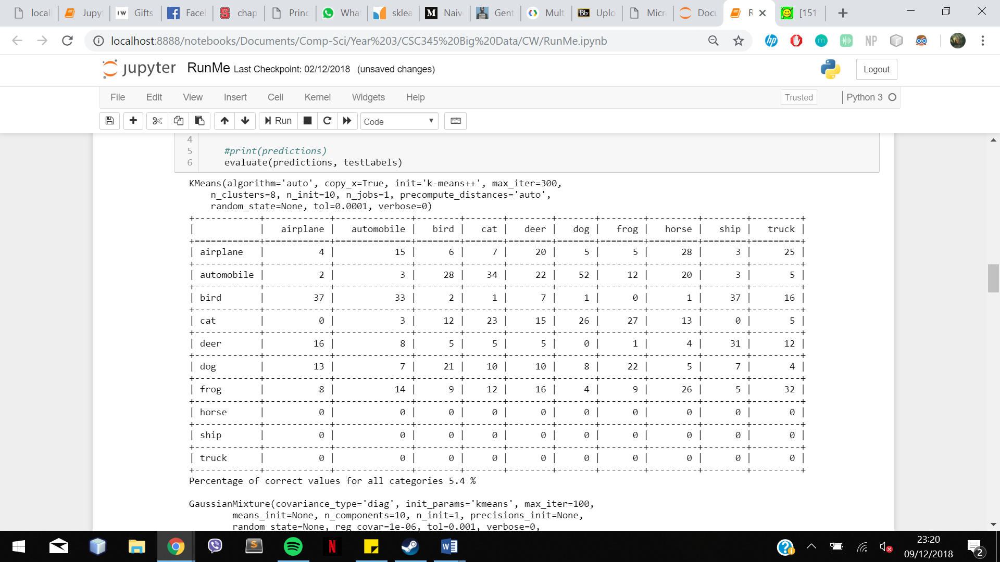 locall
Jupy
IW Gifts
Face
chap
Princ
What
sklea
M Naiv
Gent
Mult
Bb Uplo
Micr
Docu
R
[151
localhost:8888/notebooks/Documents/Comp-Sci/Year%203/CSC345%20Big%20Data/CW/RunMe.ipynb
hp
m
NP
jupyter RunMe Last Checkpoint: 02/12/2018 (unsaved changes)
Logout
File Edit View Insert Cell Kernel Widgets Help
Trusted Python 3
Run Code
4
5 #print(predictions)
6 evaluate(predictions, testLabels)
KMeans(algorithm='auto', copy_x=True, init='k-means++', max_iter=300,
n_clusters=8, n_init=10, n_jobs=1, precompute_distances='auto',
random_state=None, tol=0.0001, verbose=0)
| | airplane | automobile | bird | cat | deer | dog | frog | horse | ship | truck |
| airplane | 4 | 15 | 6 | 7 | 20 | 5 | 5 | 28 | 3 | 25 |
| automobile | 2 | 3 | 28 | 34 | 22 | 52 | 12 | 20 | 3 | 5 |
| bird | 37 | 33 | 2 | 1 | 7 | 1 | 0 | 1 | 37 | 16 |
| cat | 0 | 3 | 12 | 23 | 15 | 26 | 27 | 13 | 0 | 5 |
| deer | 16 | 8 | 5 | 5 | 5 | 0 | 1 | 4 | 31 | 12 |
| dog | 13 | 7 | 21 | 10 | 10 | 8 | 22 | 5 | 7 | 4 |
| frog | 8 | 14 | 9 | 12 | 16 | 4 | 9 | 26 | 5 | 32 |
| horse | 0 | 0 | 0 | 0 | 0 | 0 | 0 | 0 | 0 | 0 |
| ship | 0 | 0 | 0 | 0 | 0 | 0 | 0 | 0 | 0 | 0 |
| truck | 0 | 0 | 0 | 0 | 0 | 0 | 0 | 0 | 0 | 0 |
Percentage of correct values for all categories 5.4 %
GaussianMixture(covariance_type='diag', init_params='kmeans', max_iter=100,
means_init=None, n_components=10, n_init=1, precisions_init=None,
random_state=None, reg_covar=1e-06, tol=0.001, verbose=0,
S
N
W
23:20
09/12/2018
2